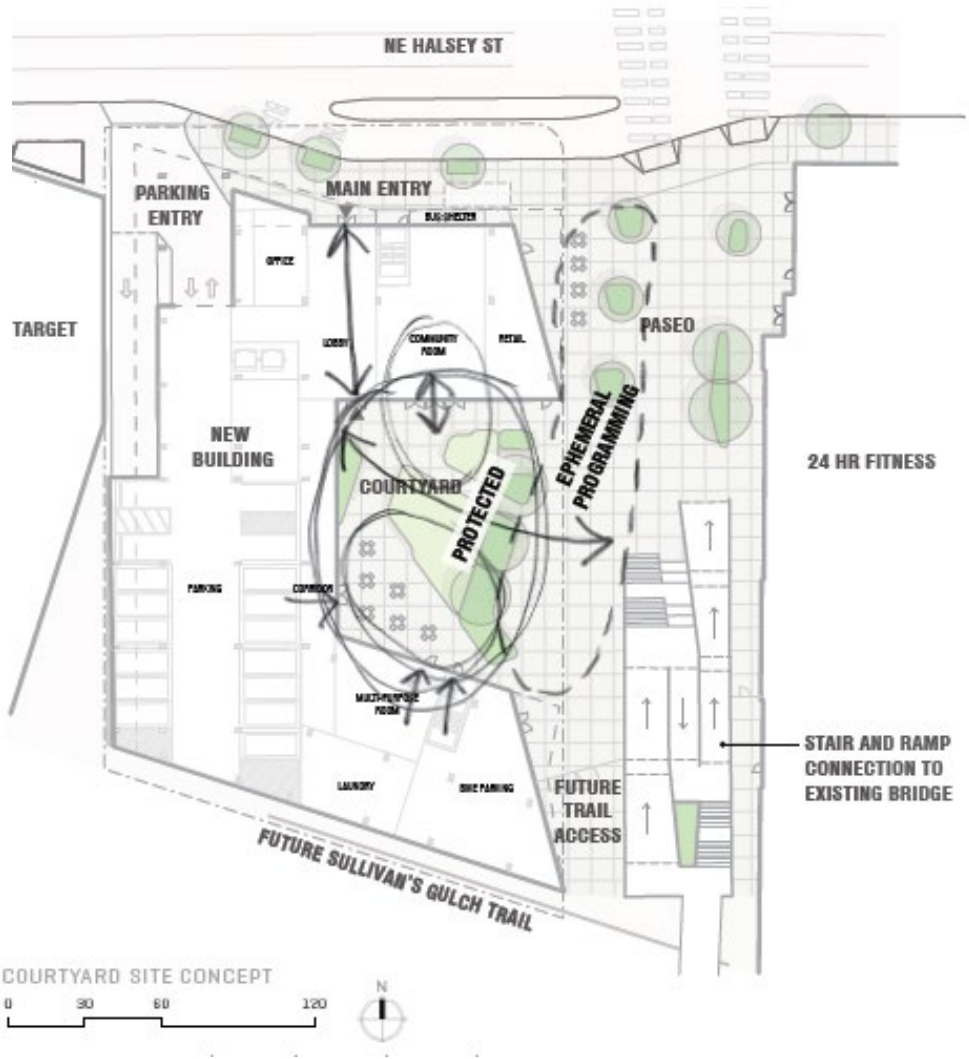 NE HALSEY ST
MAIN ENTRY
PARKING
ENTRY
BUS SHELTER
OFFICE
TARGET
LOBBY
COMMUNITY
ROOM
RETAIL
PASEO
NEW
BUILDING
COURTYARD
PROTECTED
EPHEMERAL
PROGRAMMING
24 HR FITNESS
PARKING
CORRIDOR
MULTI-PURPOSE
ROOM
LAUNDRY
BIKE PARKING
FUTURE
TRAIL
ACCESS
STAIR AND RAMP
CONNECTION TO
EXISTING BRIDGE
FUTURE SULLIVAN'S GULCH TRAIL
COURTYARD SITE CONCEPT
0 30 60 120
N